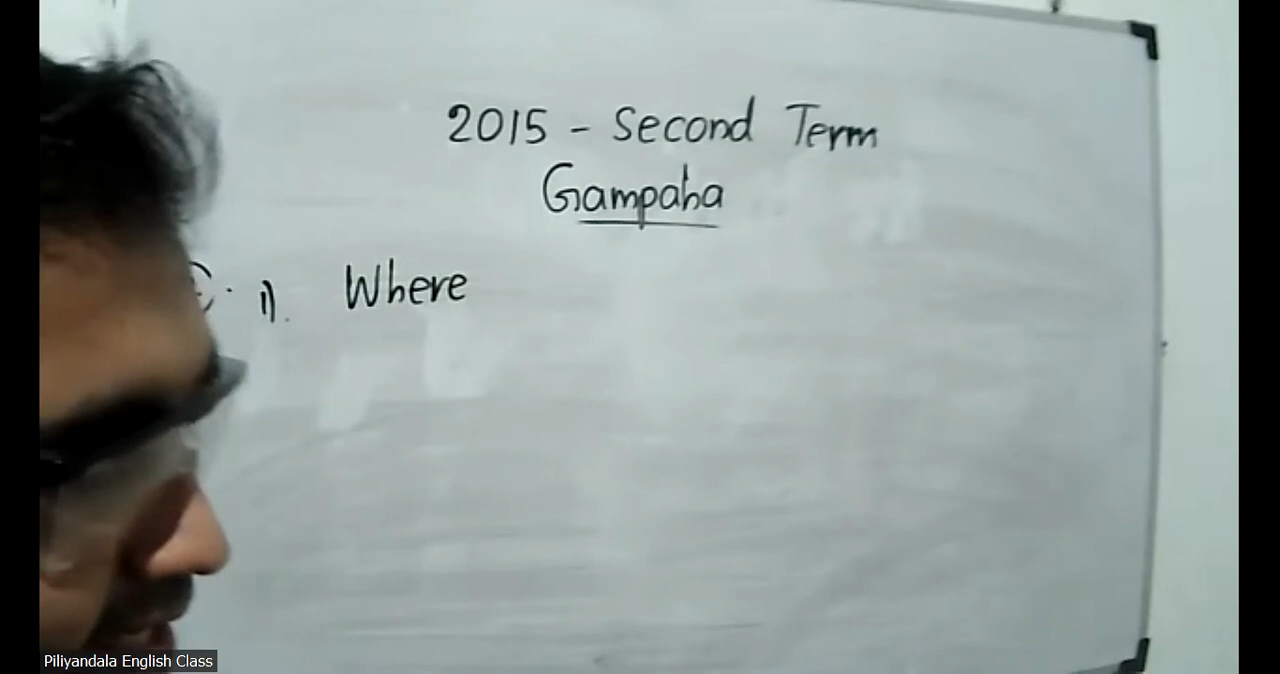 2015 - Second Term
Gampaha
1). Where
Piliyandala English Class